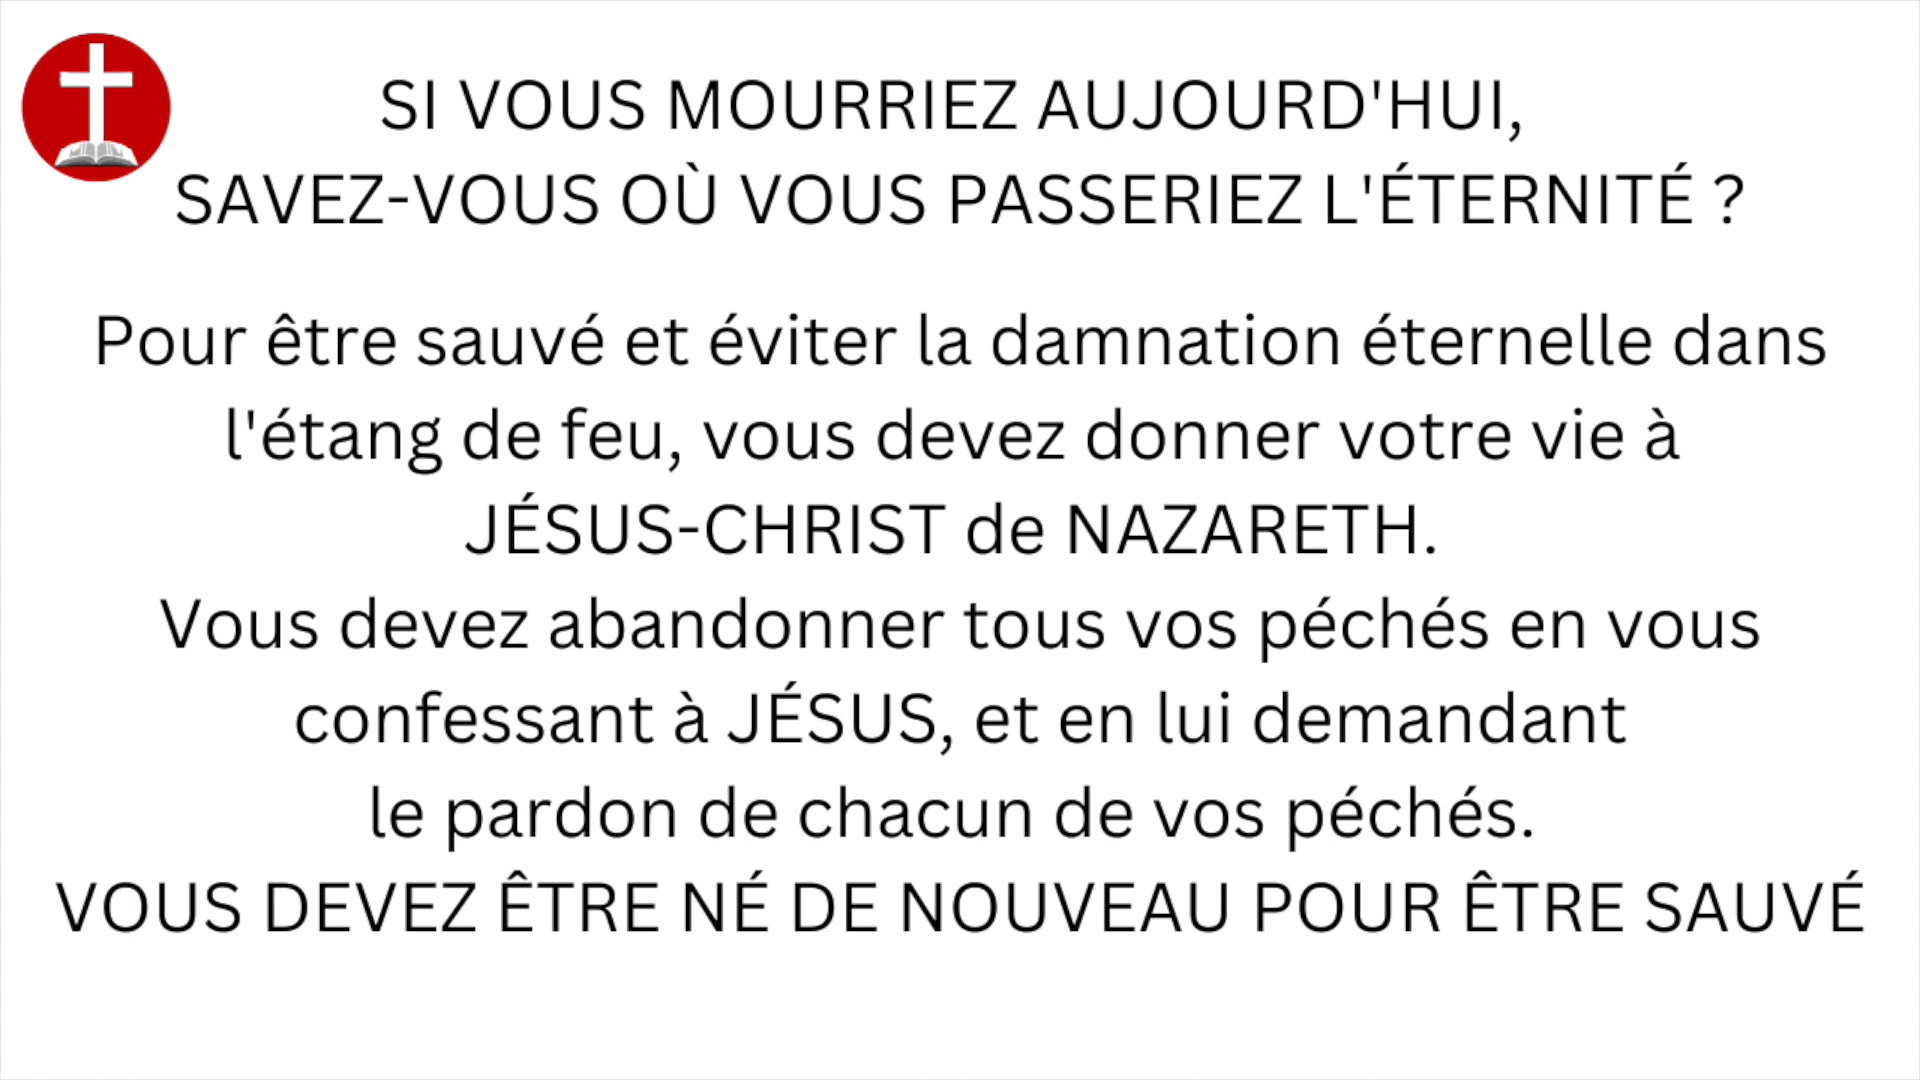 SI VOUS MOURRIEZ AUJOURD'HUI,
SAVEZ-VOUS OÙ VOUS PASSERIEZ L'ÉTERNITÉ ?
Pour être sauvé et éviter la damnation éternelle dans
l'étang de feu, vous devez donner votre vie à
JÉSUS-CHRIST de NAZARETH.
Vous devez abandonner tous vos péchés en vous
confessant à JÉSUS, et en lui demandant
le pardon de chacun de vos péchés.
VOUS DEVEZ ÊTRE NÉ DE NOUVEAU POUR ÊTRE SAUVÉ